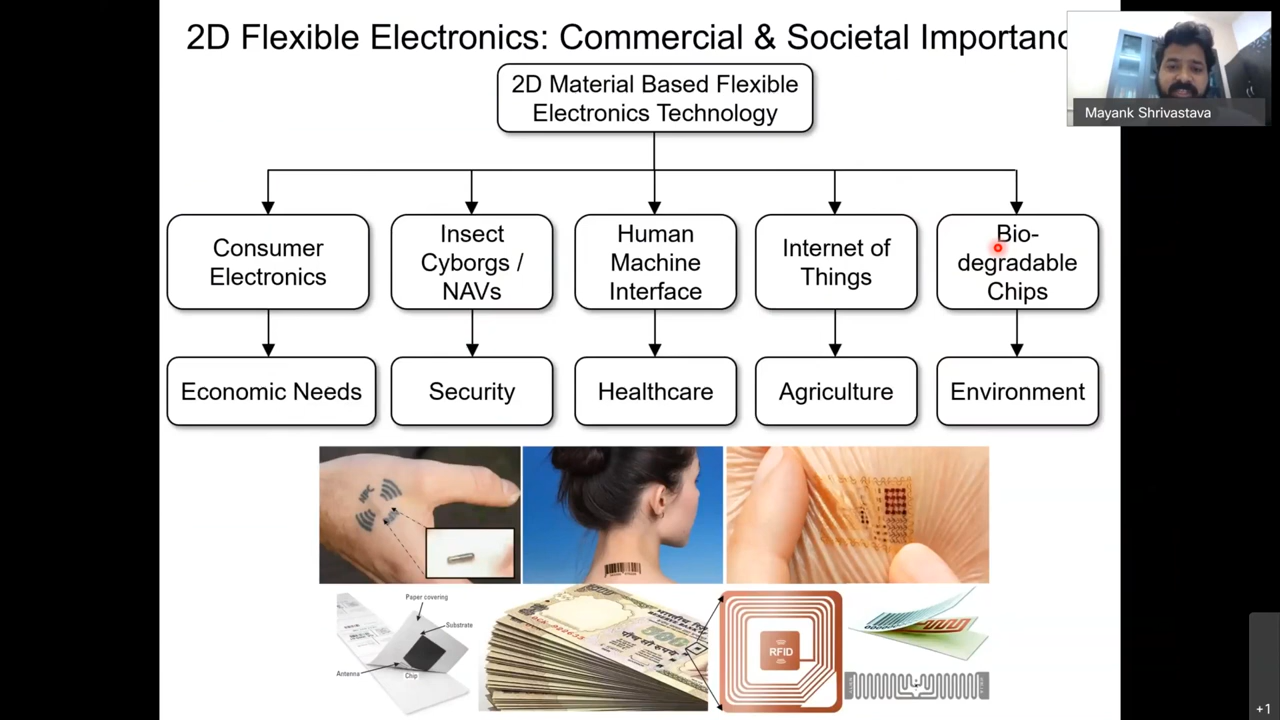 2D Flexible Electronics: Commercial & Societal
Mayank Shrivastava
2D Material Based Flexible
Electronics Technology
Consumer
Electronics
Insect
Cyborgs /
NAVs
Human
Machine
Interface
Internet of
Things
Bio-
degradable
Chips
Economic Needs
Security
Healthcare
Agriculture
Environment
Paper covering
Substrate
Antenna
Chip
RFID
+1